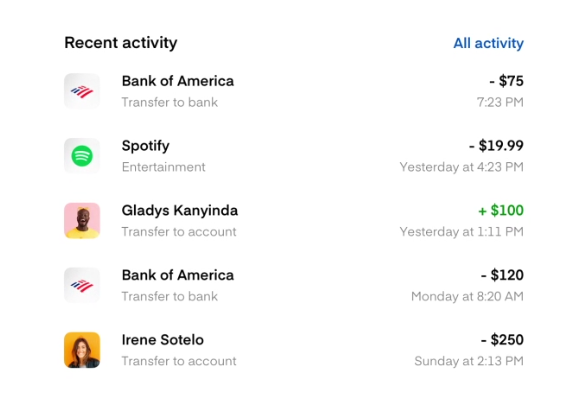 Recent activity
All activity
Bank of America
- $75
Transfer to bank
7:23 PM
Spotify
- $19.99
Entertainment
Yesterday at 4:23 PM
Gladys Kanyinda
+ $100
Transfer to account
Yesterday at 1:11 PM
Bank of America
- $120
Transfer to bank
Monday at 8:20 AM
Irene Sotelo
- $250
Transfer to account
Sunday at 2:13 PM